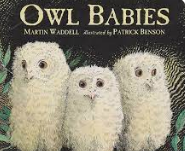 OWL BABIES
MARTIN WADDELL illustrated by PATRICK BENSON